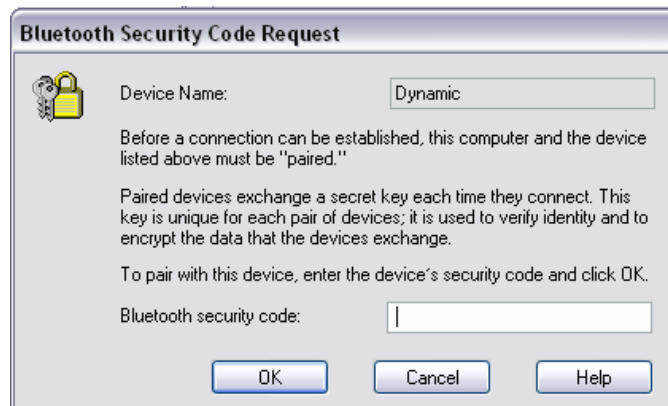 Bluetooth Security Code Request
Device Name: Dynamic
Before a connection can be established, this computer and the device
listed above must be "paired."
Paired devices exchange a secret key each time they connect. This
key is unique for each pair of devices; it is used to verify identity and to
encrypt the data that the devices exchange.
To pair with this device, enter the device´s security code and click OK.
Bluetooth security code:
OK Cancel Help